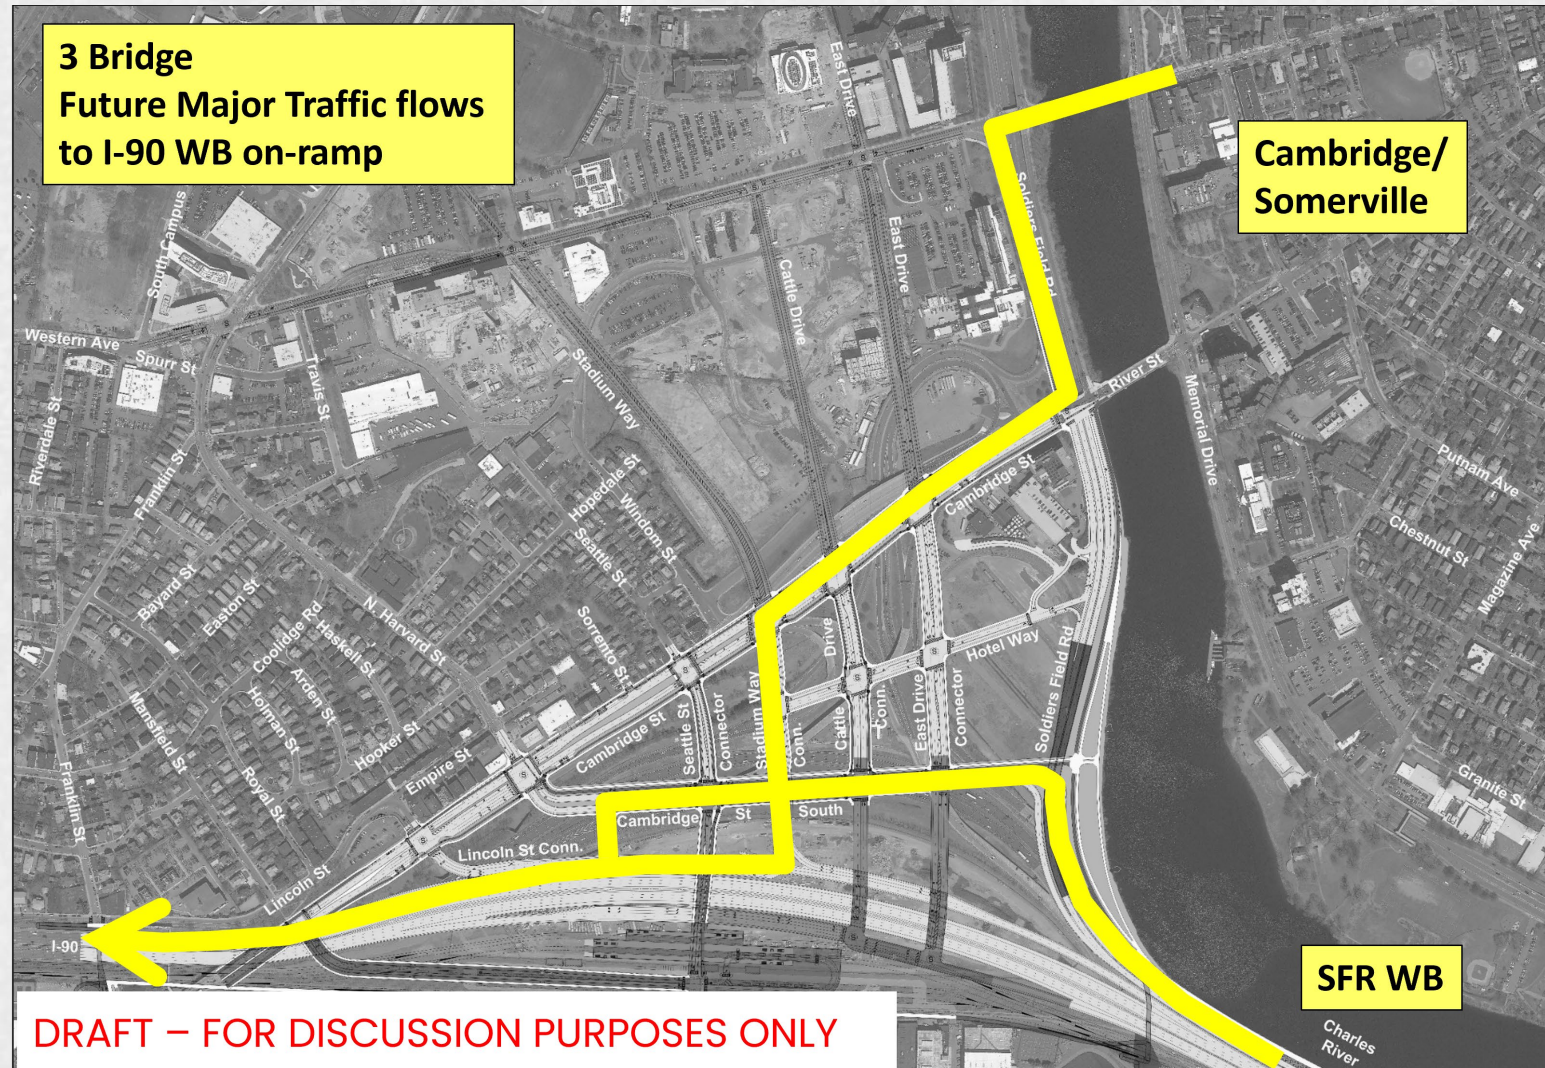 3 Bridge
Future Major Traffic flows
to I-90 WB on-ramp
Cambridge/
Somerville
East Drive
Soldiers Field Rd
South Campus
East Drive
Cattle Drive
Western Ave
Spurr St
Travis St
Stadium Way
River St
Memorial Drive
Riverdale St
Franklin St
Putnam Ave
Hopedale St
Windom St
Seattle St
Cambridge St
Chestnut St
Magazine Ave
Bayard St
Easton St
Coolidge Rd
Haskell St
N. Harvard St
Arden St
Holman St
Mansfield St
Sorrento St
Hooker St
Empire St
Royal St
Franklin St
Drive
Hotel Way
Soldiers Field Rd
Cambridge St
Seattle St
Connector
Stadium Way
Conn.
Cattle
Conn.
East Drive
Connector
S
S
S
S
S
Granite St
Cambridge St South
Lincoln St Conn.
Lincoln St
I-90
SFR WB
Charles
River
DRAFT – FOR DISCUSSION PURPOSES ONLY